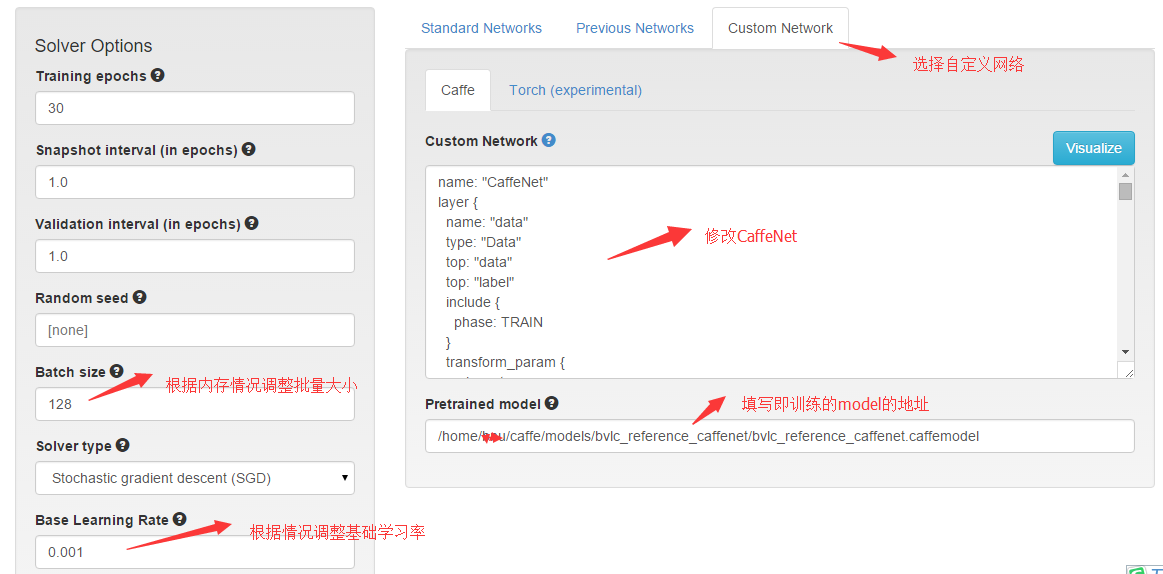 Solver Options
Training epochs
30
Snapshot interval (in epochs)
1.0
Validation interval (in epochs)
1.0
Random seed
[none]
Batch size
根据内存情况调整批量大小
128
Solver type
Stochastic gradient descent (SGD)
Base Learning Rate
根据情况调整基础学习率
0.001
Standard Networks
Previous Networks
Custom Network
选择自定义网络
Caffe
Torch (experimental)
Custom Network
Visualize
name: "CaffeNet"
layer {
name: "data"
type: "Data"
top: "data"
top: "label"
include {
phase: TRAIN
}
transform_param {
修改CaffeNet
Pretrained model
填写即训练的model的地址
/home/ /caffe/models/bvlc_reference_caffenet/bvlc_reference_caffenet.caffemodel